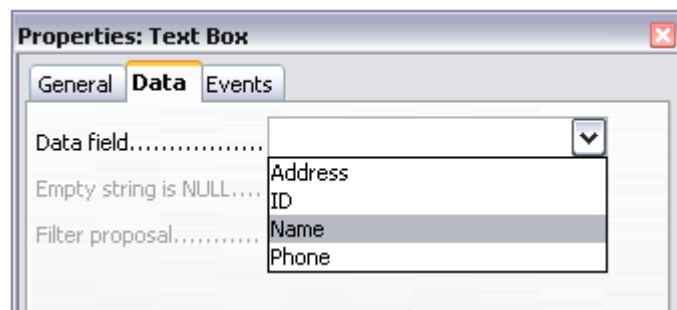 Properties: Text Box
General Data Events
Data field..................
Address
Empty string is NULL....
ID
Name
Filter proposal...........
Phone